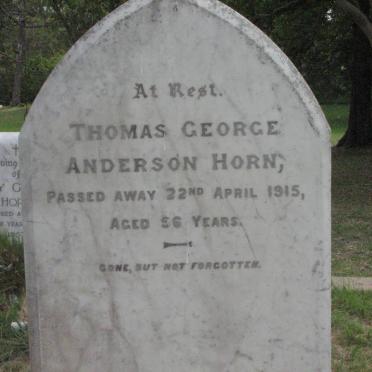 At Rest.
THOMAS GEORGE
ANDERSON HORN,
PASSED AWAY 22ND APRIL 1915,
AGED 56 YEARS.
GONE, BUT NOT FORGOTTEN.